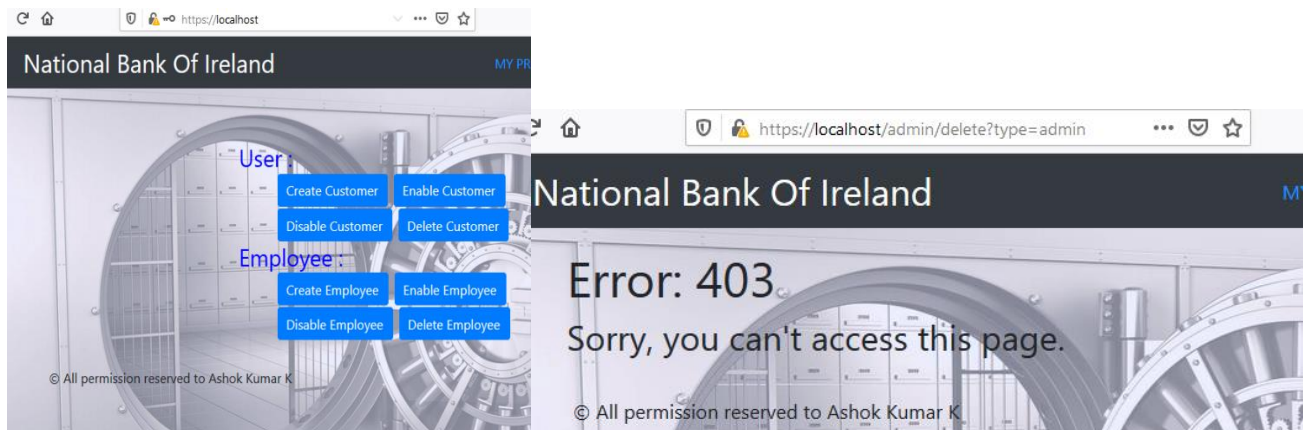 https://localhost
National Bank Of Ireland
MY PR
User :
Create Customer Enable Customer
Disable Customer Delete Customer
Employee :
Create Employee Enable Employee
Disable Employee Delete Employee
© All permission reserved to Ashok Kumar K
https://localhost/admin/delete?type=admin
National Bank Of Ireland
MY
Error: 403
Sorry, you can't access this page.
© All permission reserved to Ashok Kumar K